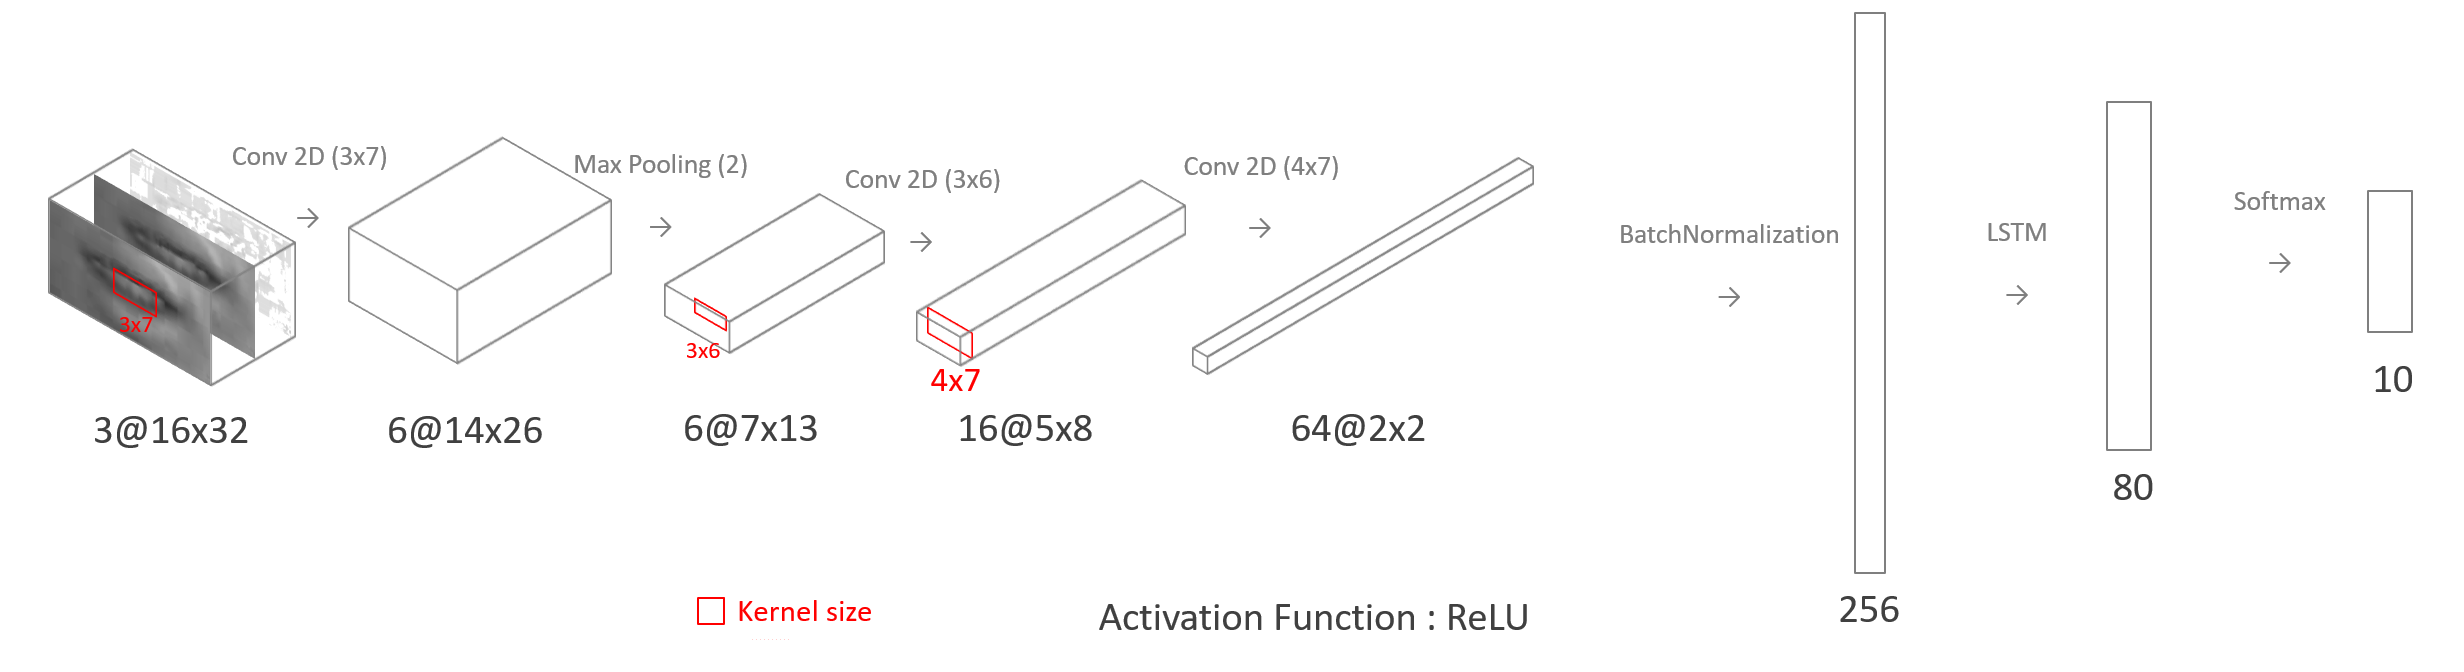 Conv 2D (3x7)
Max Pooling (2)
Conv 2D (3x6)
Conv 2D (4x7)
BatchNormalization
LSTM
Softmax
3x7
3x6
4x7
3@16x32
6@14x26
6@7x13
16@5x8
64@2x2
256
80
10
Kernel size
Activation Function : ReLU